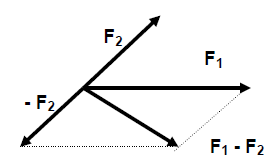 F₂
F₁
- F₂
F₁ - F₂